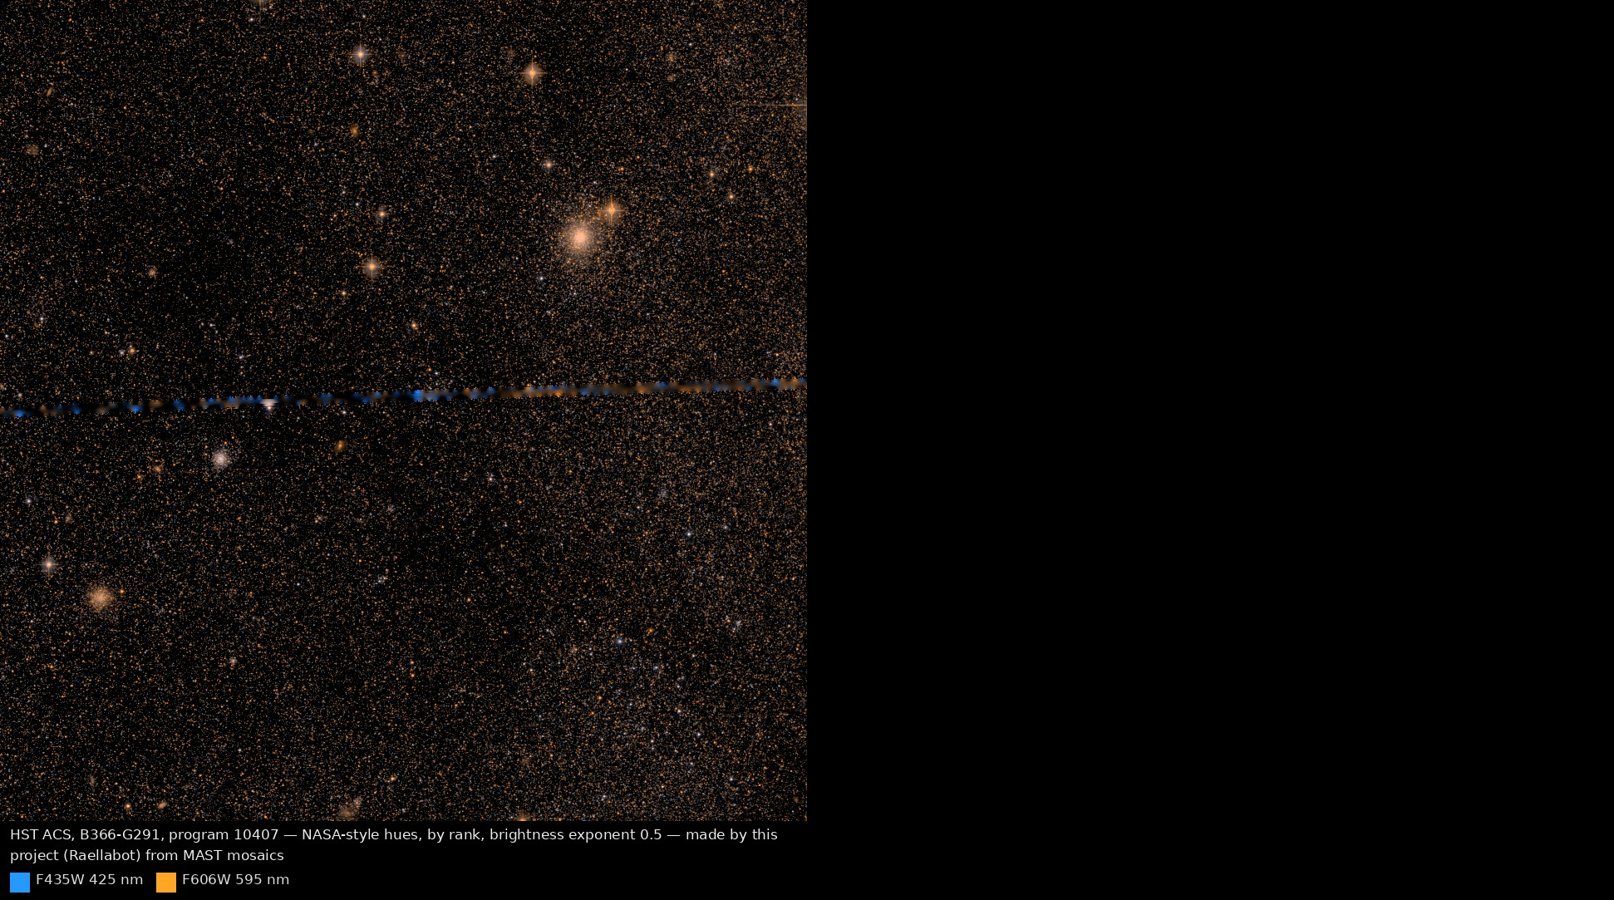 HST ACS, B366-G291, program 10407 — NASA-style hues, by rank, brightness exponent 0.5 — made by this
project (Raellabot) from MAST mosaics
F435W 425 nm F606W 595 nm